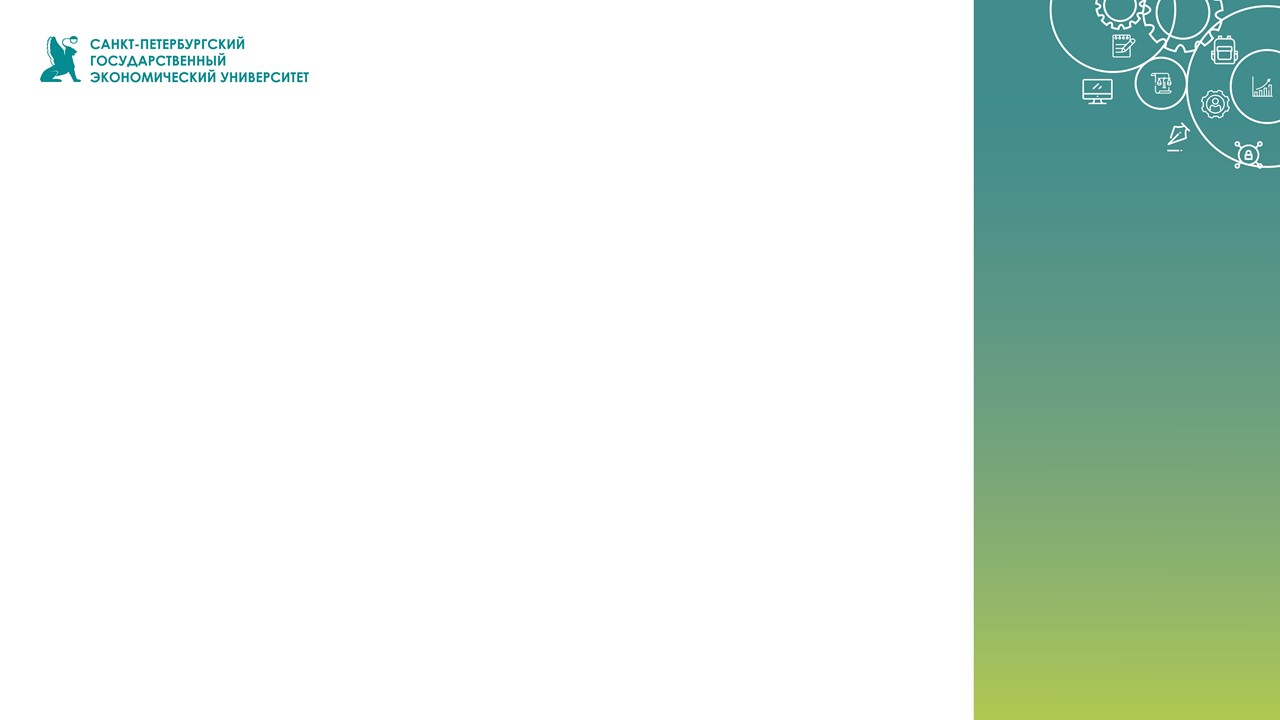 САНКТ-ПЕТЕРБУРГСКИЙ
ГОСУДАРСТВЕННЫЙ
ЭКОНОМИЧЕСКИЙ УНИВЕРСИТЕТ